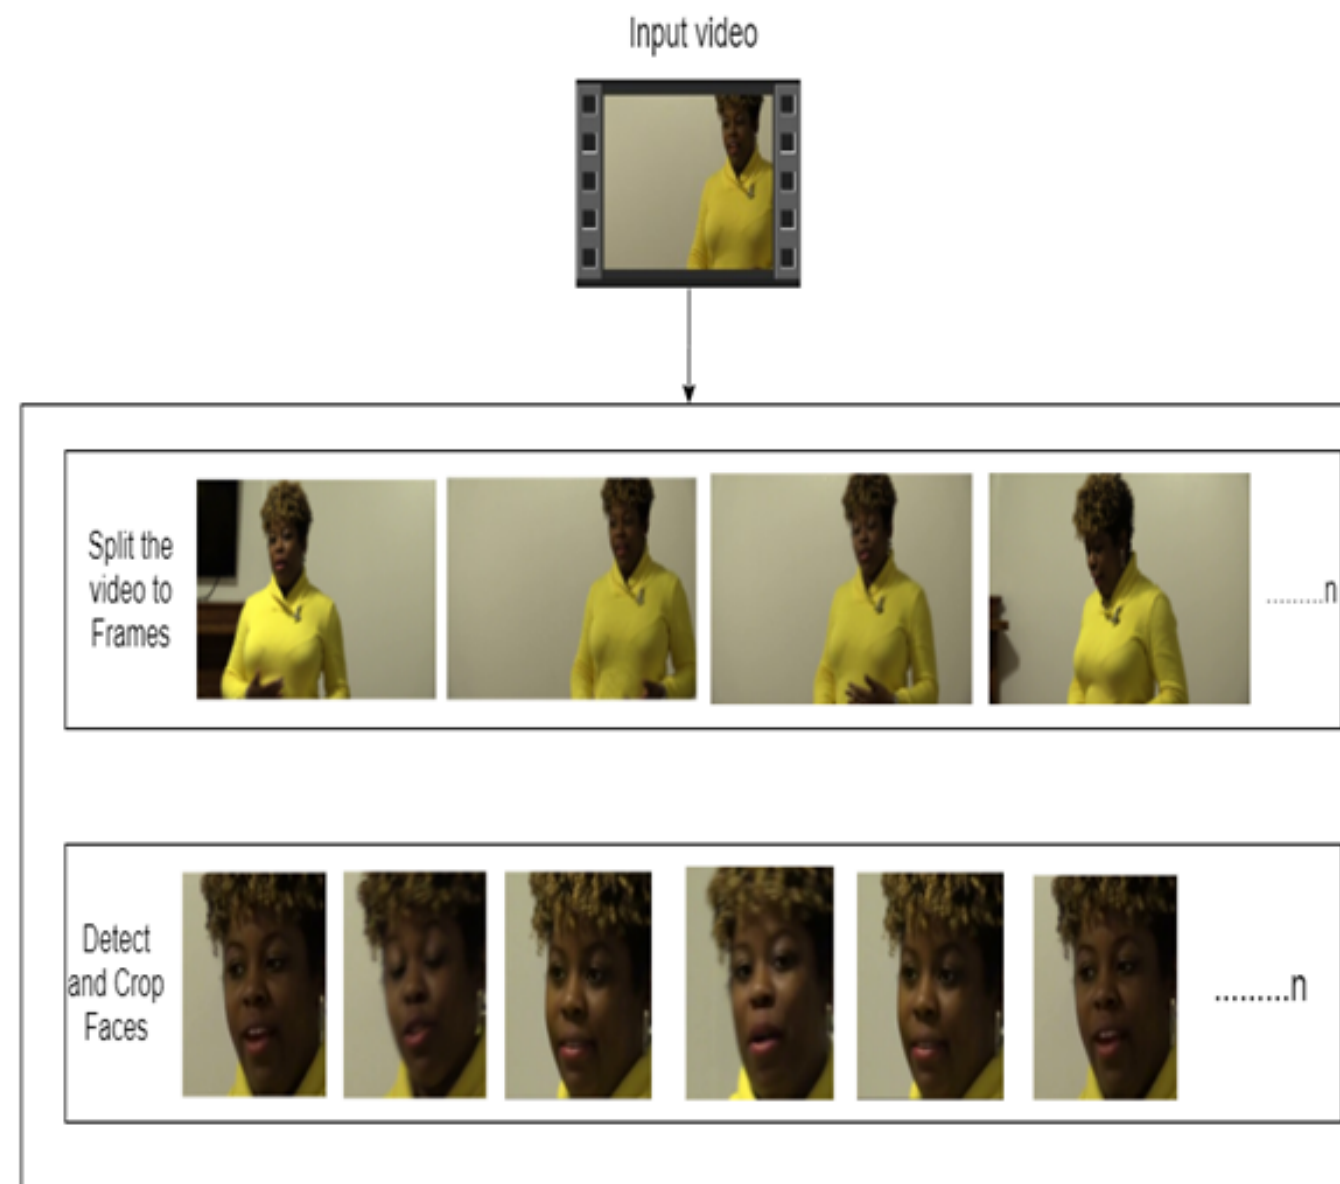 Input video
Split the
video to
Frames
.........n
Detect
and Crop
Faces
.........n